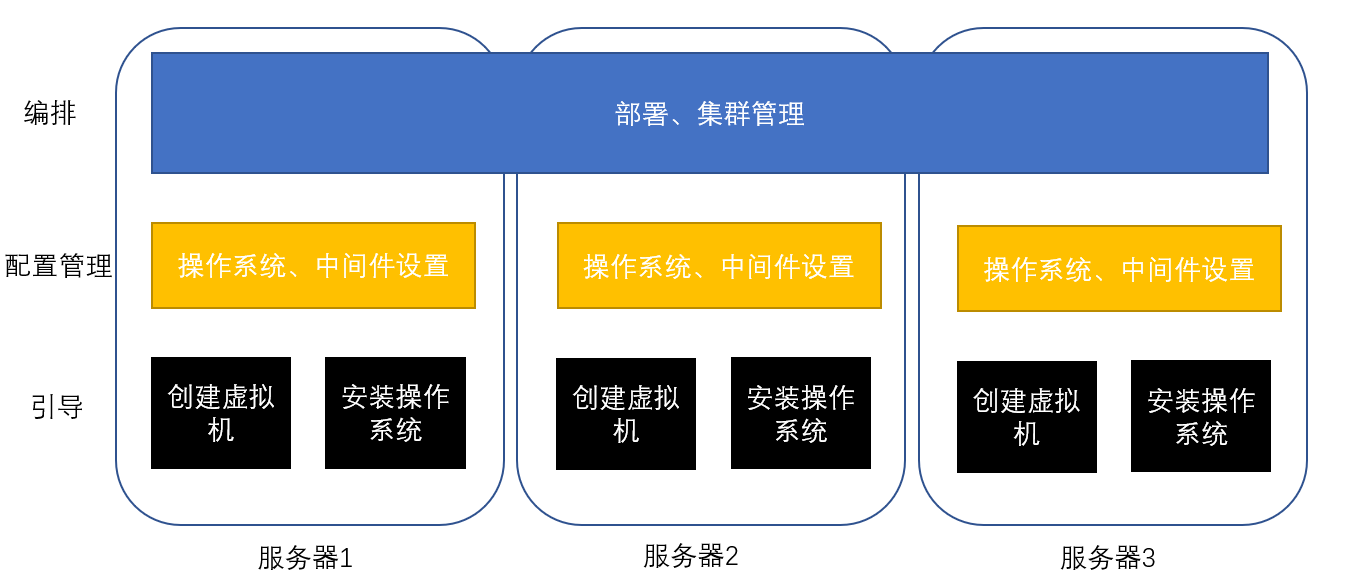 编排
部署、集群管理
配置管理
操作系统、中间件设置
操作系统、中间件设置
操作系统、中间件设置
引导
创建虚拟
机
安装操作
系统
创建虚拟
机
安装操作
系统
创建虚拟
机
安装操作
系统
服务器1
服务器2
服务器3